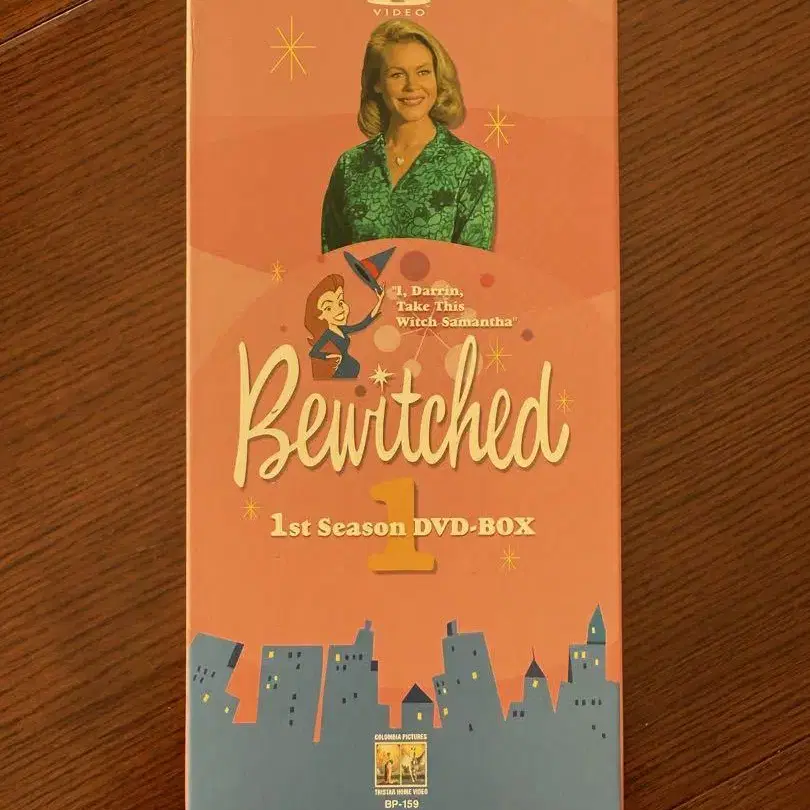 VIDEO
"I, Darrin,
Take This
Witch Samantha"
Bewitched
1
1st Season DVD-BOX
COLUMBIA PICTURES
TRISTAR HOME VIDEO
BP-159